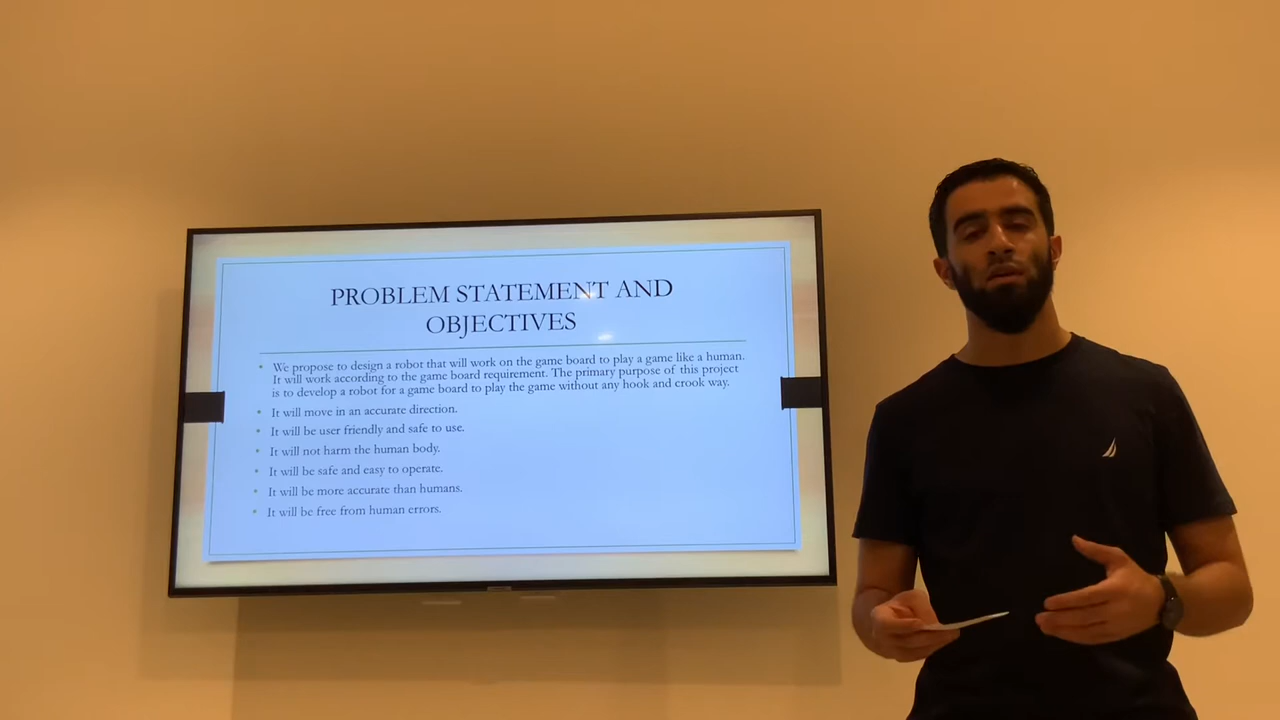 PROBLEM STATEMENT AND
OBJECTIVES
• We propose to design a robot that will work on the game board to play a game like a human.
It will work according to the game board requirement. The primary purpose of this project
is to develop a robot for a game board to play the game without any hook and crook way.
• It will move in an accurate direction.
• It will be user friendly and safe to use.
• It will not harm the human body.
• It will be safe and easy to operate.
• It will be more accurate than humans.
• It will be free from human errors.